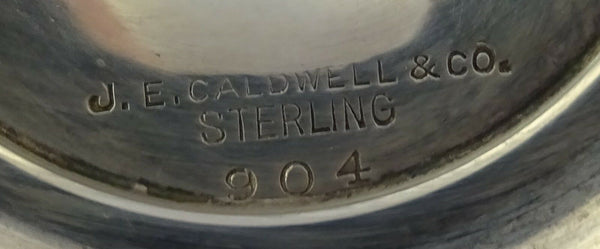 J. E. CALDWELL & CO.
STERLING
904